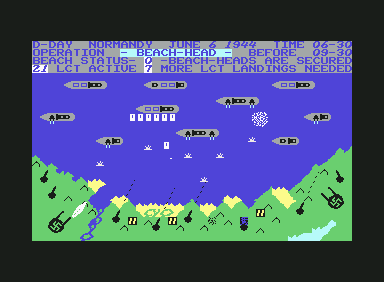 D-DAY NORMANDY JUNE 6 1944 TIME 06-30
OPERATION - BEACH-HEAD - BEFORE 09-30
BEACH STATUS- 0 -BEACH-HEADS ARE SECURED
21 LCT ACTIVE 7 MORE LCT LANDINGS NEEDED